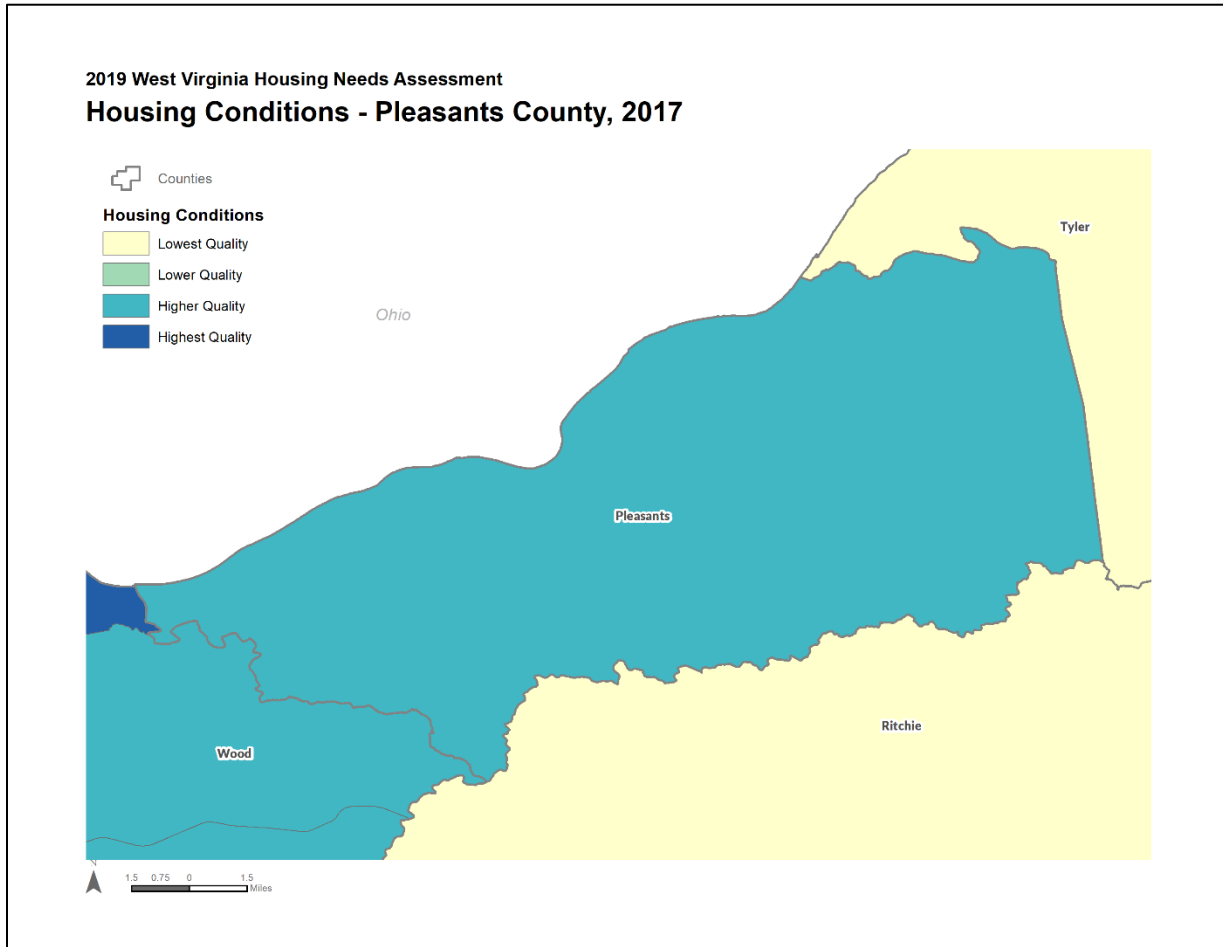 2019 West Virginia Housing Needs Assessment
Housing Conditions - Pleasants County, 2017
Counties
Housing Conditions
Lowest Quality
Lower Quality
Higher Quality
Highest Quality
Ohio
Tyler
Pleasants
Ritchie
Wood
N
1.5 0.75 0 1.5
Miles